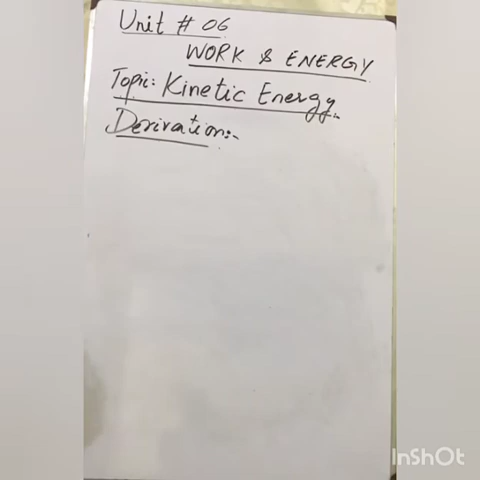 Unit # 06
WORK & ENERGY
Topic: Kinetic Energy.
Derivation:-
InShOt